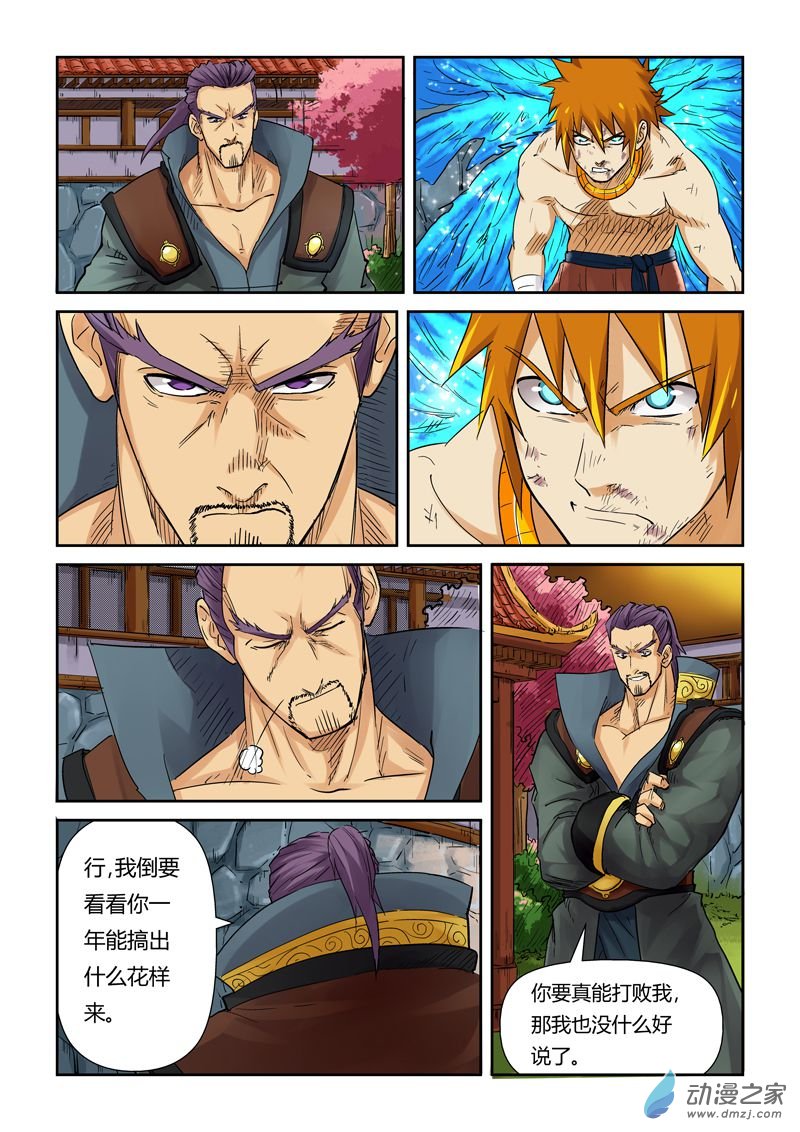 行，我倒要
看看你一
年能搞出
什么花样
来。
你要真能打败我，
那我也没什么好
说了。
动漫之家
www.dmzj.com